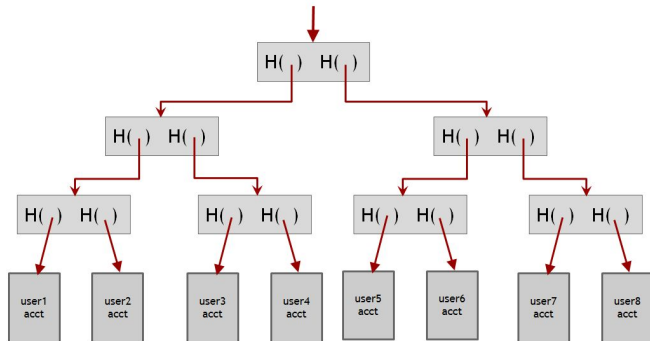 H( ) H( )
H( ) H( ) H( ) H( )
H( ) H( ) H( ) H( ) H( ) H( ) H( ) H( )
user1 user2 user3 user4 user5 user6 user7 user8
acct acct acct acct acct acct acct acct